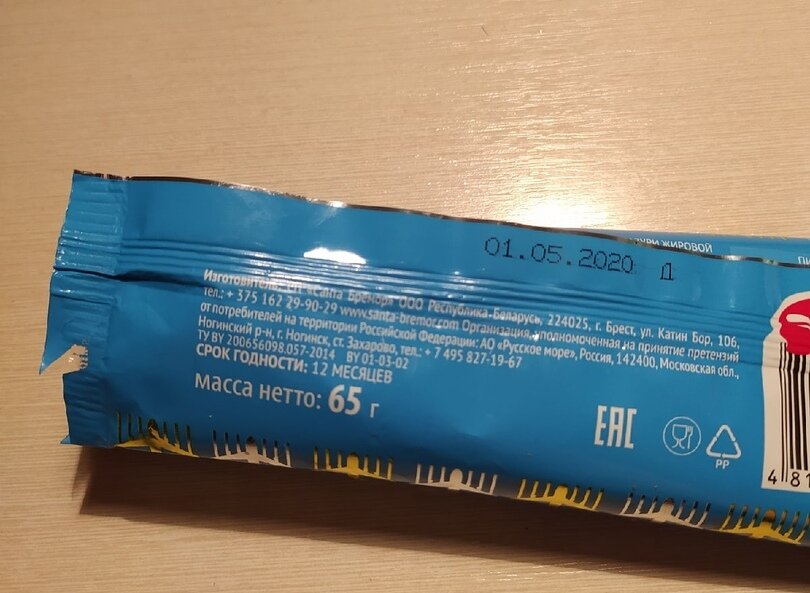 01.05.2020 Д
ЗУРИ ЖИРОВОЙ
Изготовитель: СП «Санта Бремор» ООО Республика Беларусь, 224025, г. Брест, ул. Катин Бор, 106,
тел.: + 375 162 29-90-29 www.santa-bremor.com Организация, уполномоченная на принятие претензий
от потребителей на территории Российской Федерации: АО «Русское море», Россия, 142400, Московская обл.,
Ногинский р-н, г. Ногинск, ст. Захарово, тел.: + 7 495 827-19-67
ТУ BY 200656098.057-2014 BY 01-03-02
СРОК ГОДНОСТИ: 12 МЕСЯЦЕВ
масса нетто: 65 г
ЕАС
PP
481